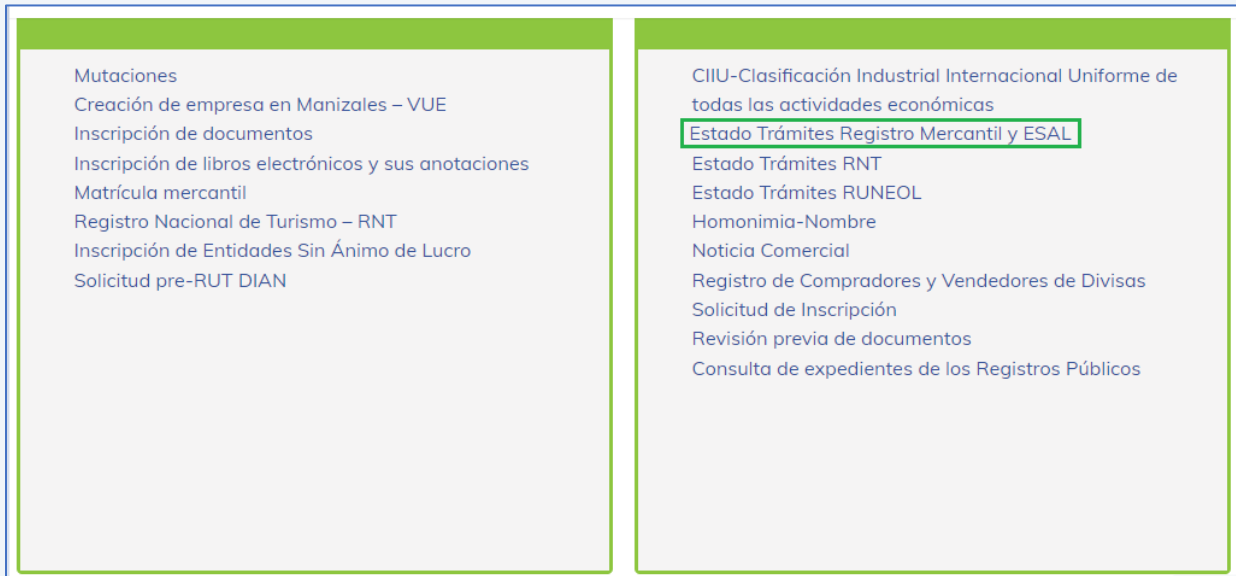 Mutaciones
Creación de empresa en Manizales – VUE
Inscripción de documentos
Inscripción de libros electrónicos y sus anotaciones
Matrícula mercantil
Registro Nacional de Turismo – RNT
Inscripción de Entidades Sin Ánimo de Lucro
Solicitud pre-RUT DIAN
CIIU-Clasificación Industrial Internacional Uniforme de
todas las actividades económicas
Estado Trámites Registro Mercantil y ESAL
Estado Trámites RNT
Estado Trámites RUNEOL
Homonimia-Nombre
Noticia Comercial
Registro de Compradores y Vendedores de Divisas
Solicitud de Inscripción
Revisión previa de documentos
Consulta de expedientes de los Registros Públicos